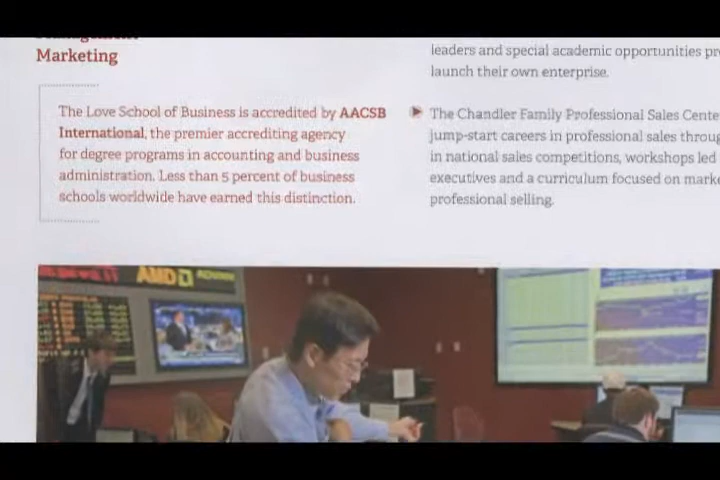 Management
Marketing
The Love School of Business is accredited by AACSB
International, the premier accrediting agency
for degree programs in accounting and business
administration. Less than 5 percent of business
schools worldwide have earned this distinction.
leaders and special academic opportunities
launch their own enterprise.
The Chandler Family Professional Sales
jump-start careers in professional sales
in national sales competitions, workshops led
executives and a curriculum focused on
professional selling.
AMD